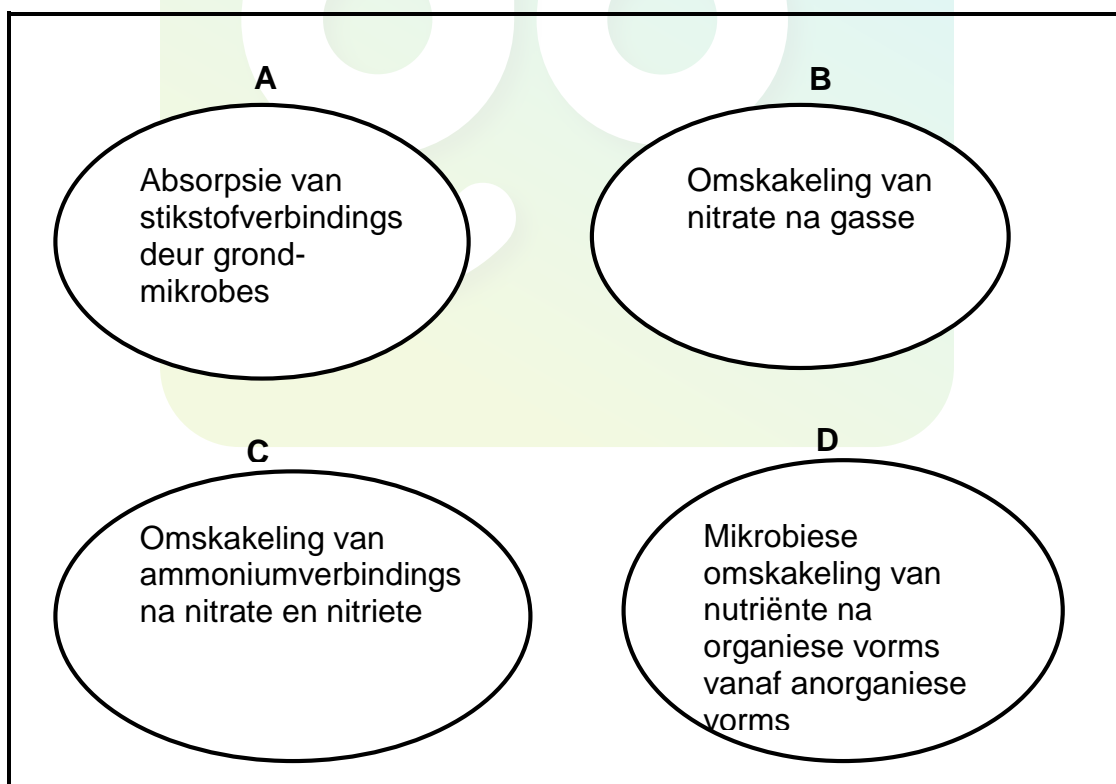 A
Absorpsie van
stikstofverbindings
deur grond-
mikrobes
B
Omskakeling van
nitrate na gasse
C
Omskakeling van
ammoniumverbindings
na nitrate en nitriete
D
Mikrobiese
omskakeling van
nutriënte na
organiese vorms
vanaf anorganiese
vorms